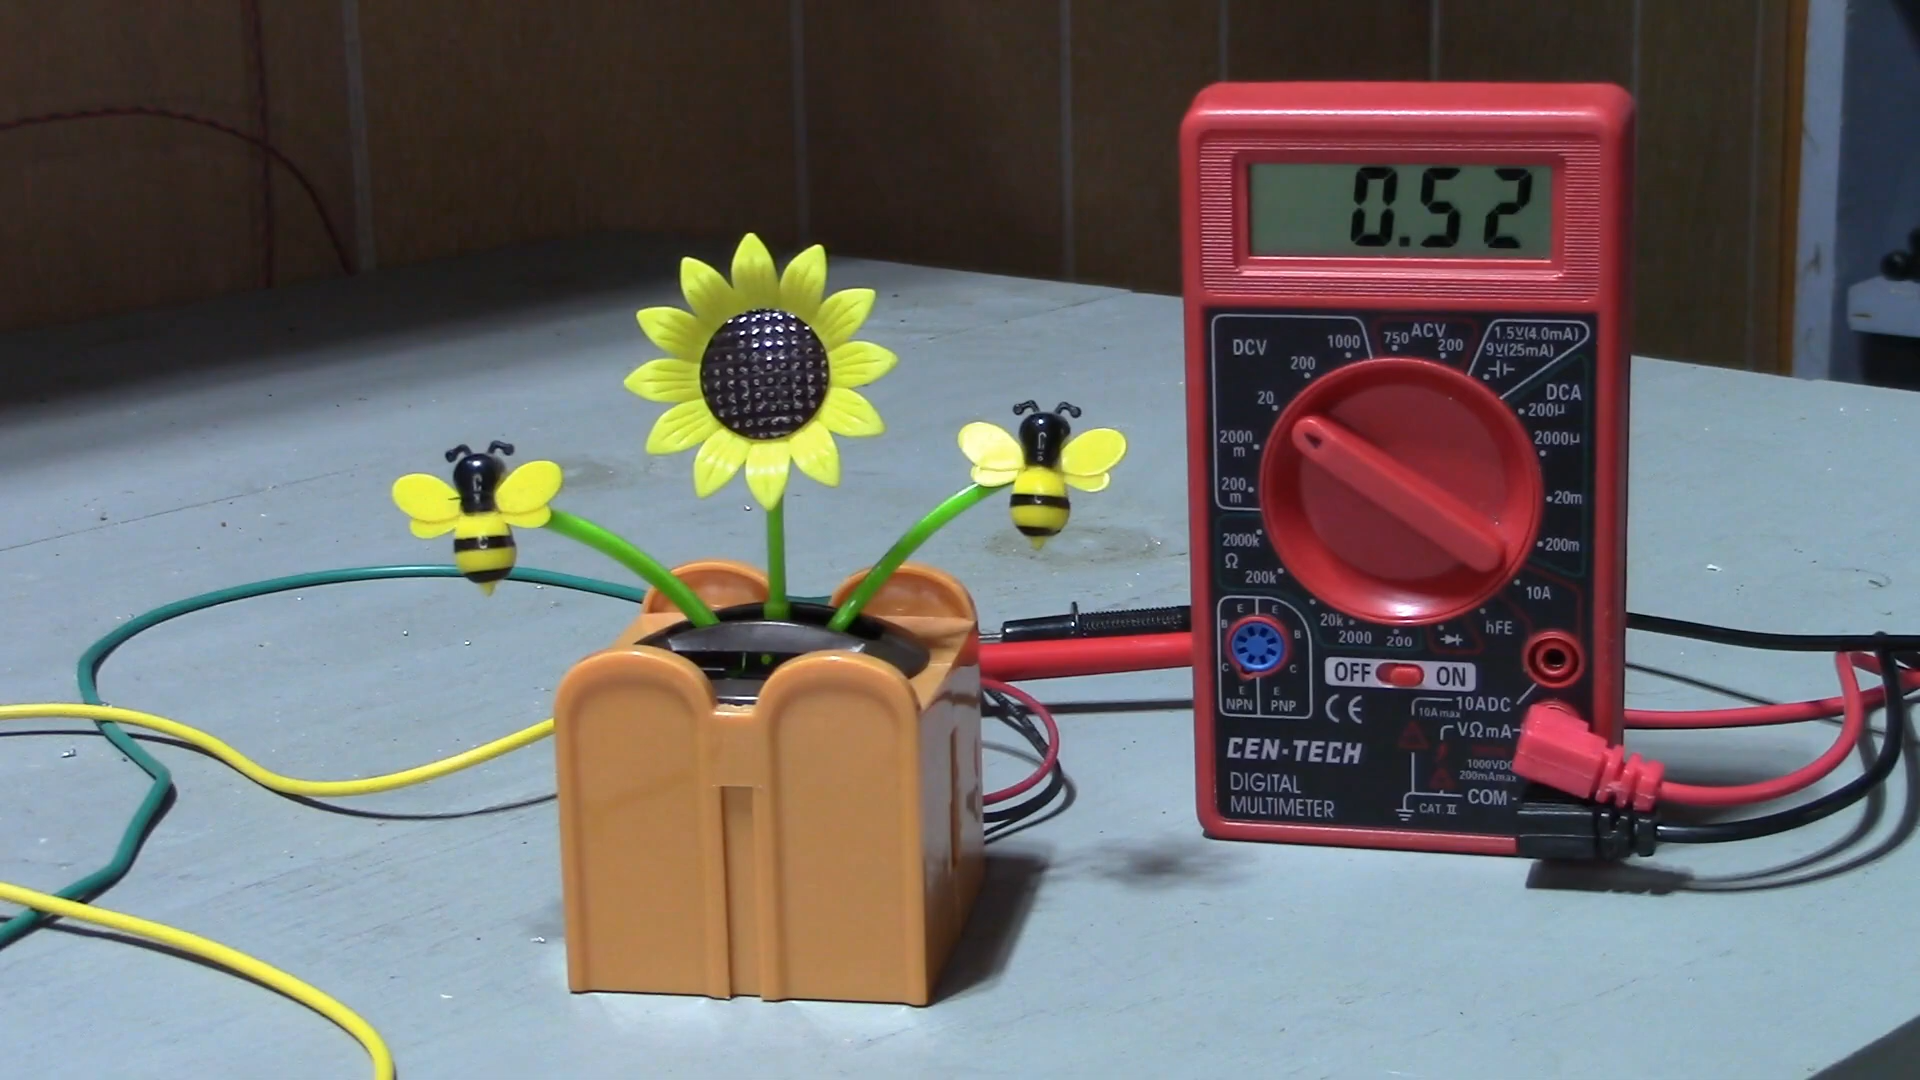 0.52
DCV
1000
750 ACV
200
1.5V(4.0mA)
9V(25mA)
200
20
2000
m
200
m
DCA
200µ
2000µ
20m
200m
10A
2000k
Ω
200k
20k
2000
200
hFE
E E
B
B
C
C
E E
NPN PNP
OFF ON
CE
10ADC
10A max
VΩmA
1000VDC
200mAmax
COM
CAT. II
CEN-TECH
DIGITAL
MULTIMETER